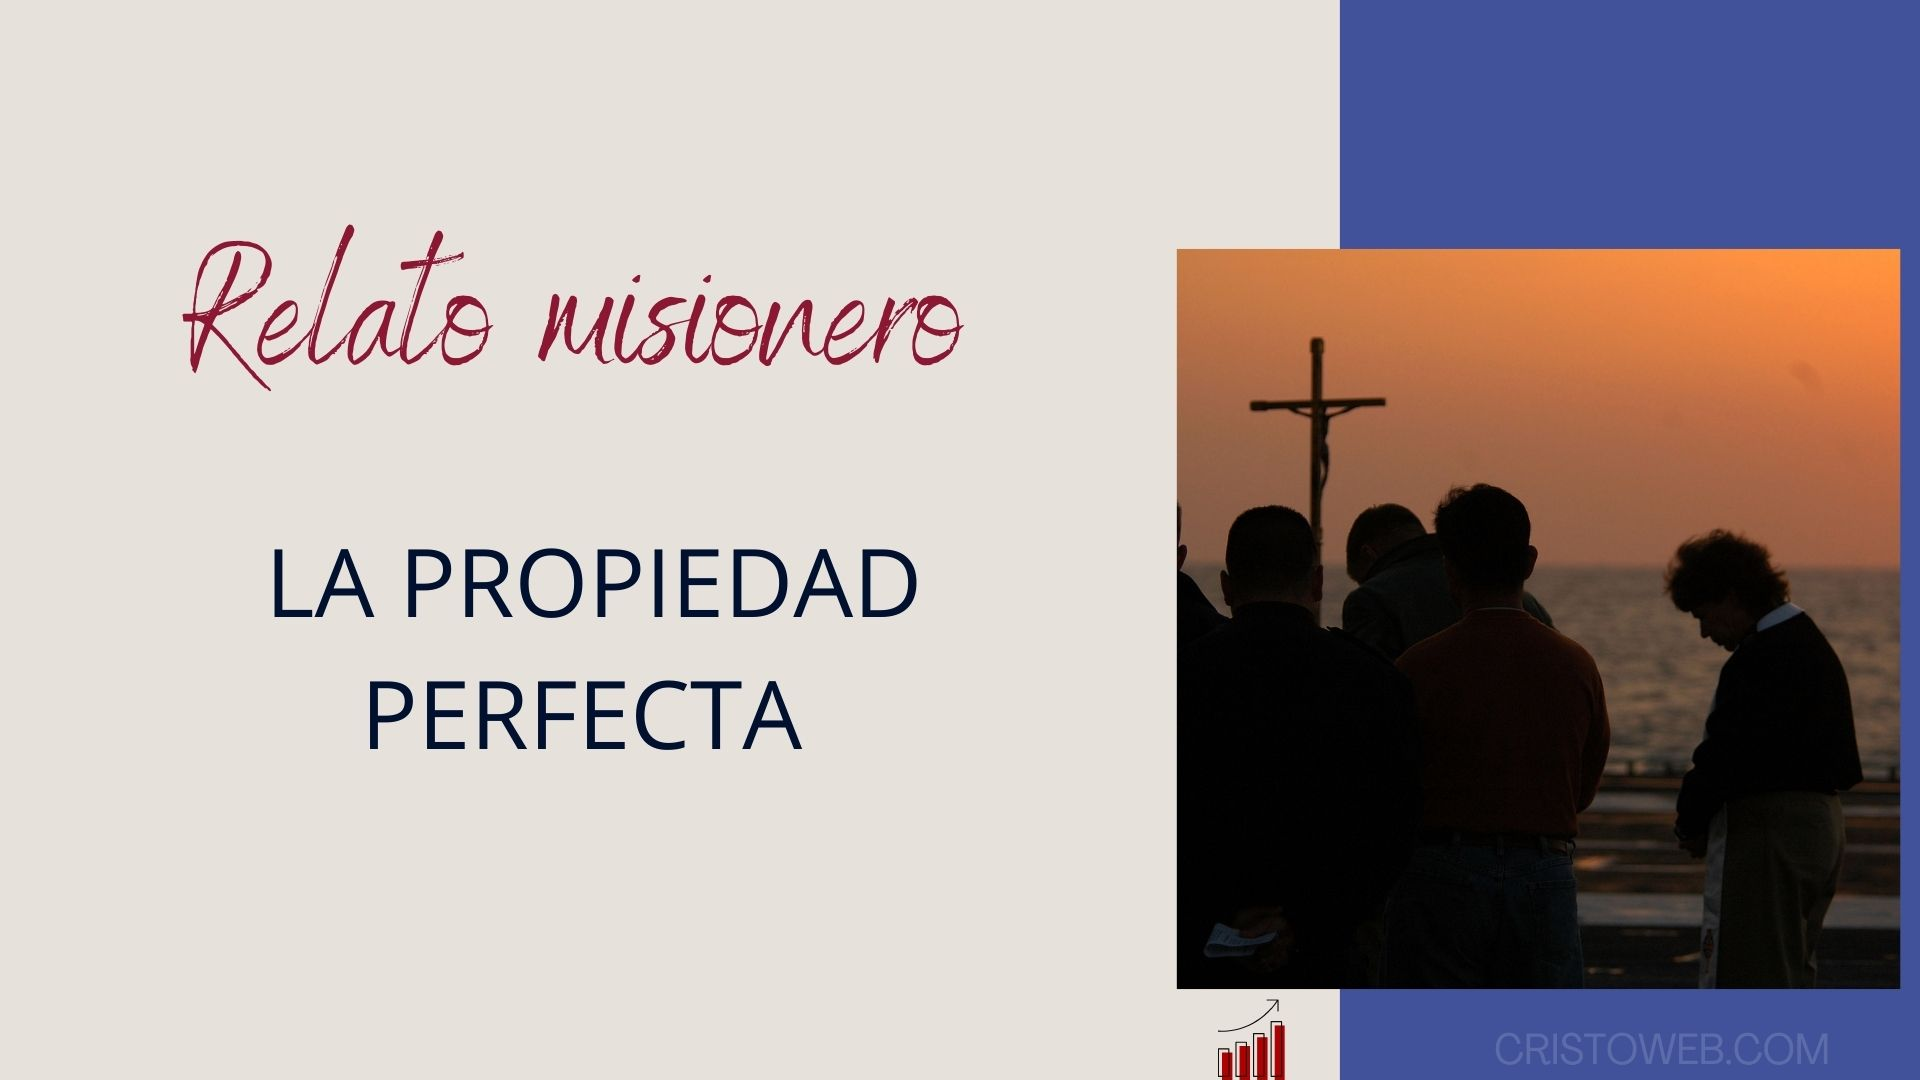 Relato misionero
LA PROPIEDAD
PERFECTA
CRISTOWEB.COM